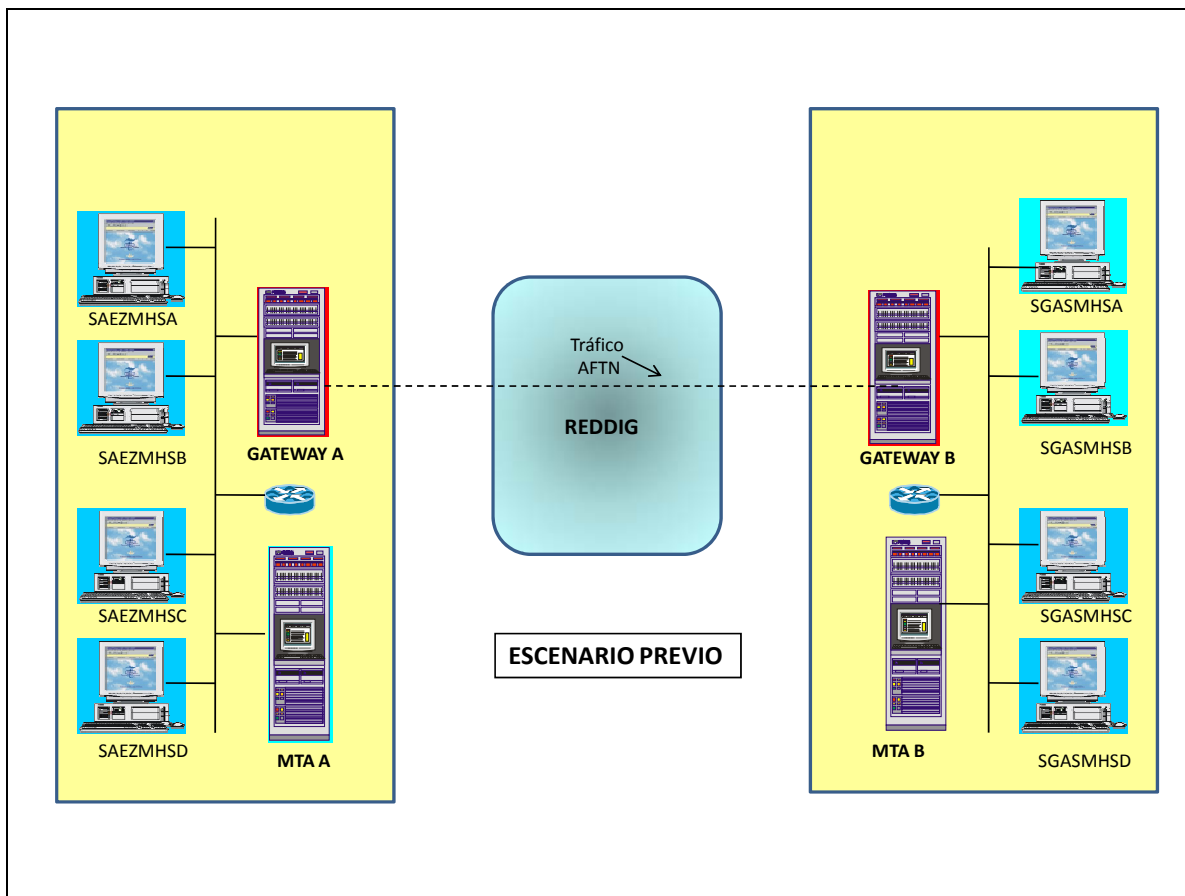 SAEZMHSA
SAEZMHSB
GATEWAY A
SAEZMHSC
SAEZMHSD
MTA A
Tráfico
AFTN
REDDIG
ESCENARIO PREVIO
SGASMHSA
GATEWAY B
SGASMHSB
SGASMHSC
MTA B
SGASMHSD